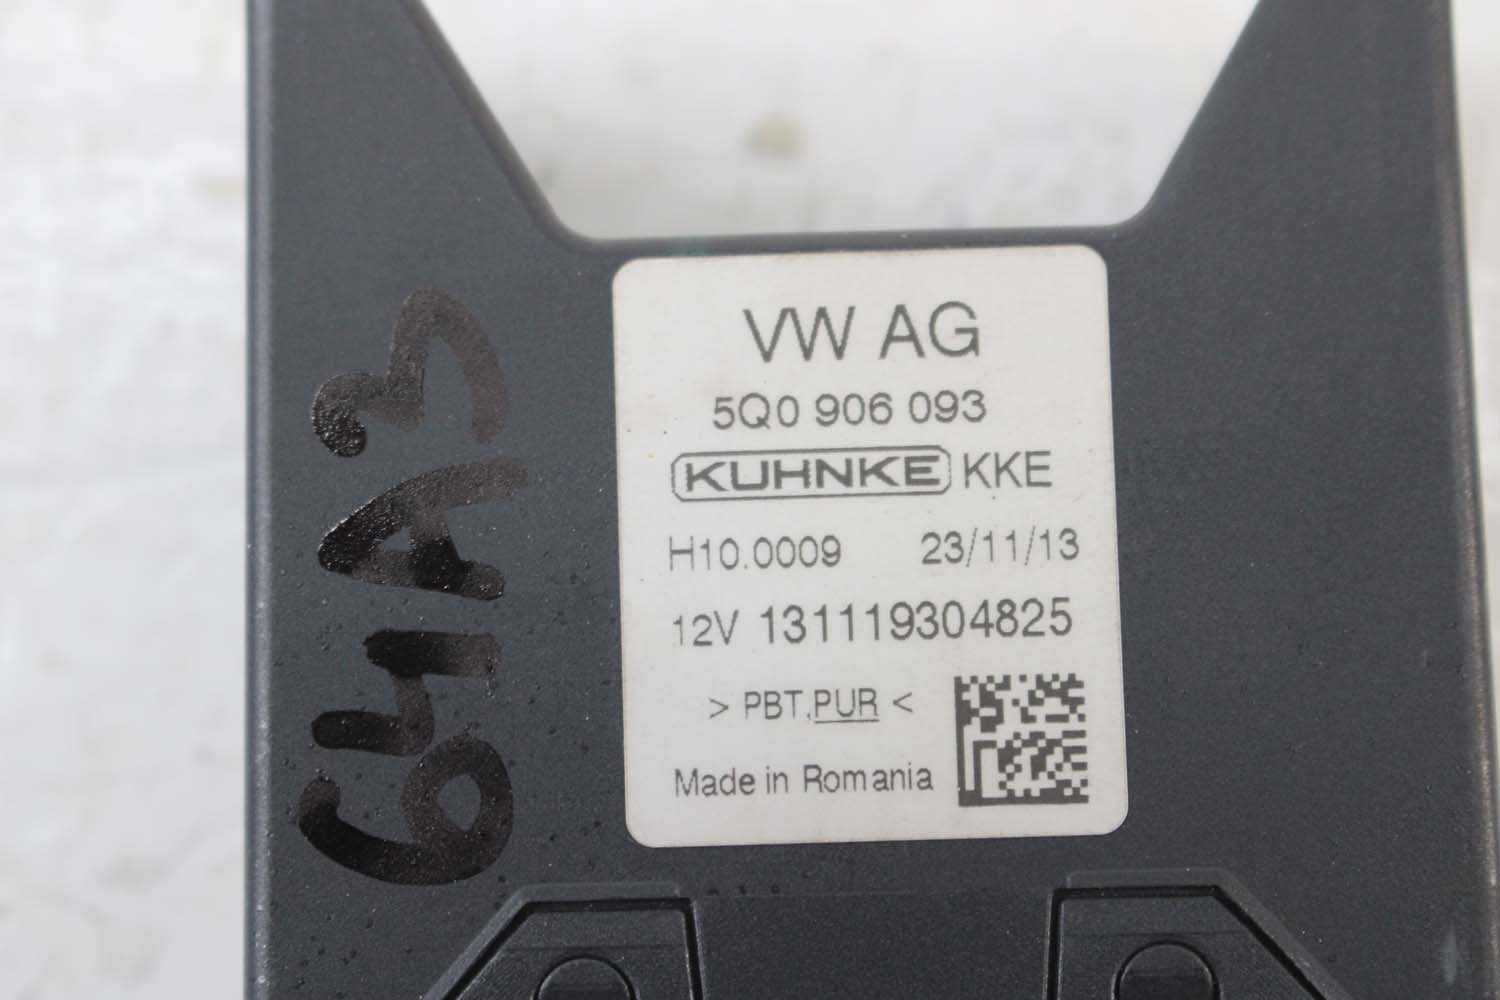 VW AG
5Q0 906 093
KUHNKE KKE
H10.0009 23/11/13
12V 131119304825
> PBT,PUR <
Made in Romania
64A3